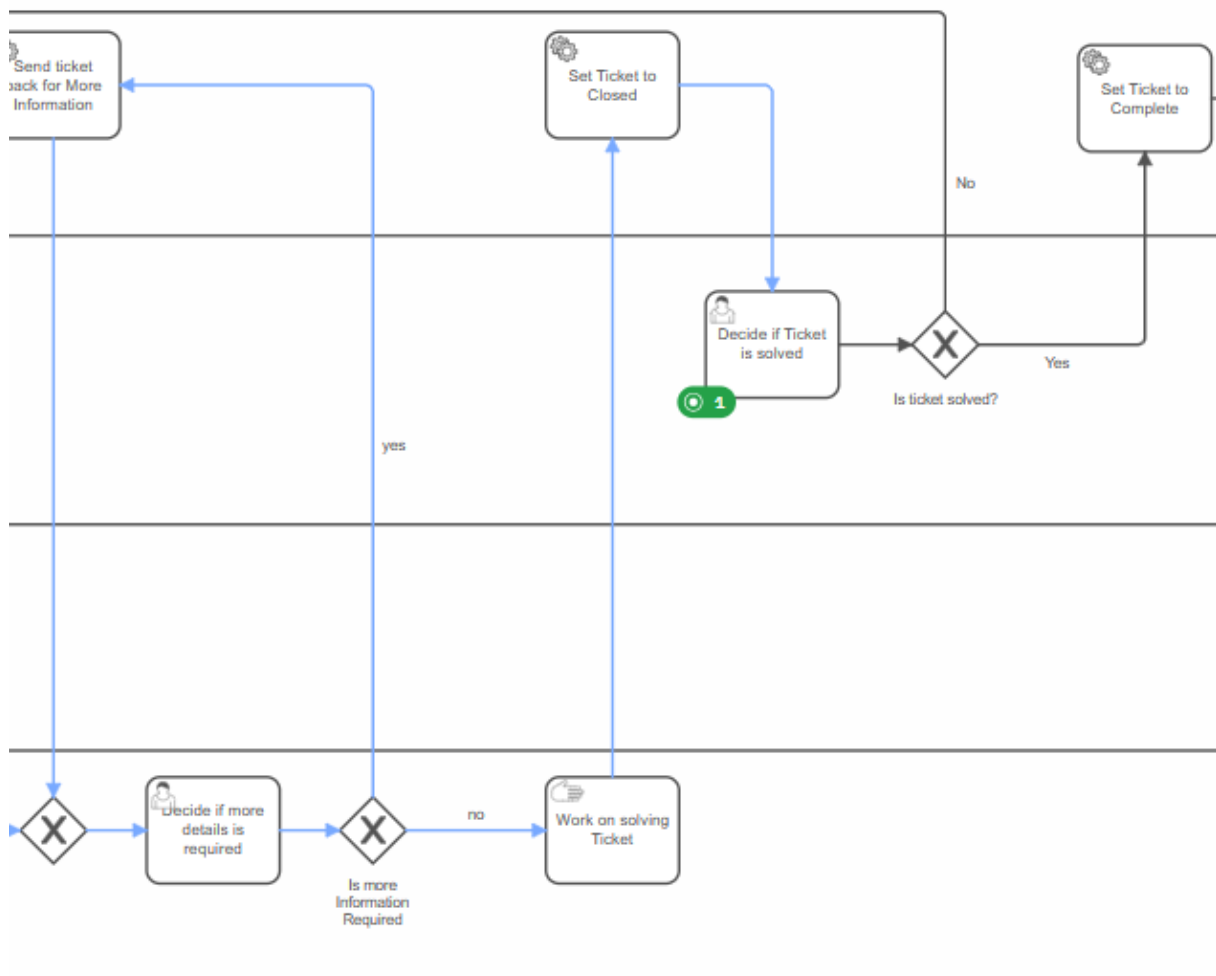 Send ticket
back for More
Information
Set Ticket to
Closed
Set Ticket to
Complete
No
Decide if Ticket
is solved
1
Is ticket solved?
Yes
yes
Decide if more
details is
required
no
Is more
Information
Required
Work on solving
Ticket